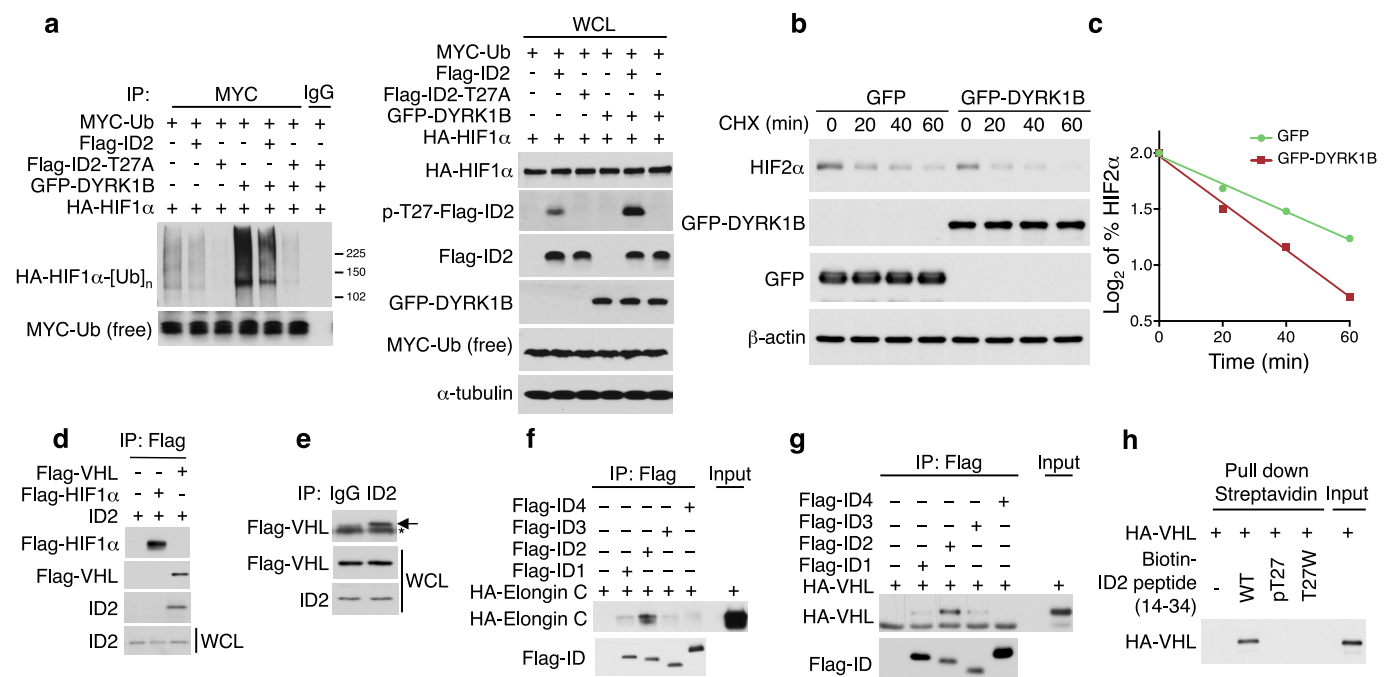 a
IP: MYC IgG
MYC-Ub + + + + + + +
Flag-ID2 - + - - + - -
Flag-ID2-T27A - - + - - + +
GFP-DYRK1B - - - + + + +
HA-HIF1α + + + + + + +
HA-HIF1α-[Ub]n
225
150
102
MYC-Ub (free)
WCL
MYC-Ub + + + + + +
Flag-ID2 - + - - + -
Flag-ID2-T27A - - + - - +
GFP-DYRK1B - - - + + +
HA-HIF1α + + + + + +
HA-HIF1α
p-T27-Flag-ID2
Flag-ID2
GFP-DYRK1B
MYC-Ub (free)
α-tubulin
b
GFP GFP-DYRK1B
CHX (min) 0 20 40 60 0 20 40 60
HIF2α
GFP-DYRK1B
GFP
β-actin
c
GFP
GFP-DYRK1B
Log2 of % HIF2α
2.0
1.5
1.0
0.5
0 20 40 60
Time (min)
d
IP: Flag
Flag-VHL - - +
Flag-HIF1α - + -
ID2 + + +
Flag-HIF1α
Flag-VHL
ID2
ID2 WCL
e
IP: IgG ID2
Flag-VHL *
Flag-VHL
ID2
WCL
f
IP: Flag Input
Flag-ID4 - - - - +
Flag-ID3 - - - + -
Flag-ID2 - - + - -
Flag-ID1 - + - - -
HA-Elongin C + + + + + +
HA-Elongin C
Flag-ID
g
IP: Flag Input
Flag-ID4 - - - - +
Flag-ID3 - - - + -
Flag-ID2 - - + - -
Flag-ID1 - + - - -
HA-VHL + + + + + +
HA-VHL
Flag-ID
h
Pull down
Streptavidin Input
HA-VHL + + + + +
Biotin-
ID2 peptide
(14-34)
- WT pT27 T27W
HA-VHL